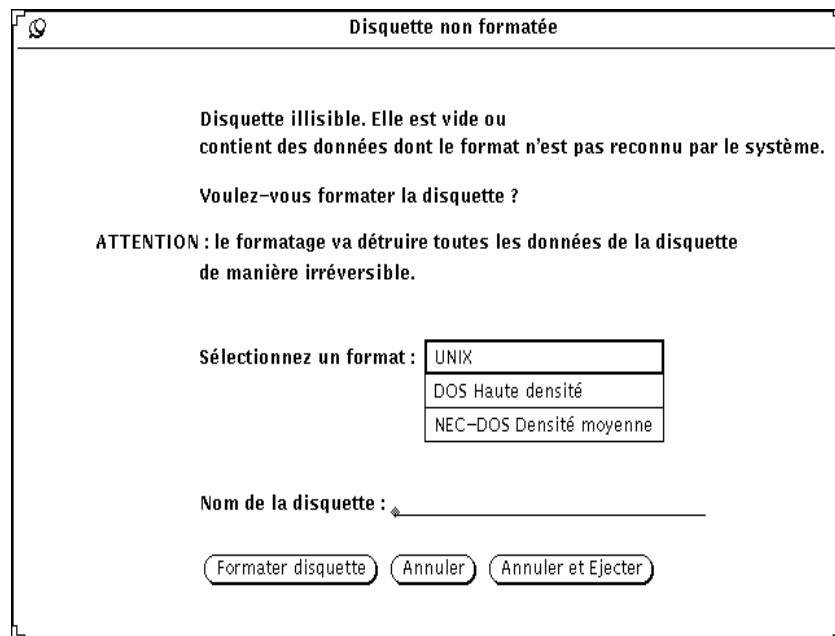 Disquette non formatée
Disquette illisible. Elle est vide ou
contient des données dont le format n'est pas reconnu par le système.
Voulez-vous formater la disquette ?
ATTENTION : le formatage va détruire toutes les données de la disquette
de manière irréversible.
Sélectionnez un format : UNIX
DOS Haute densité
NEC-DOS Densité moyenne
Nom de la disquette :
Formater disquette Annuler Annuler et Ejecter